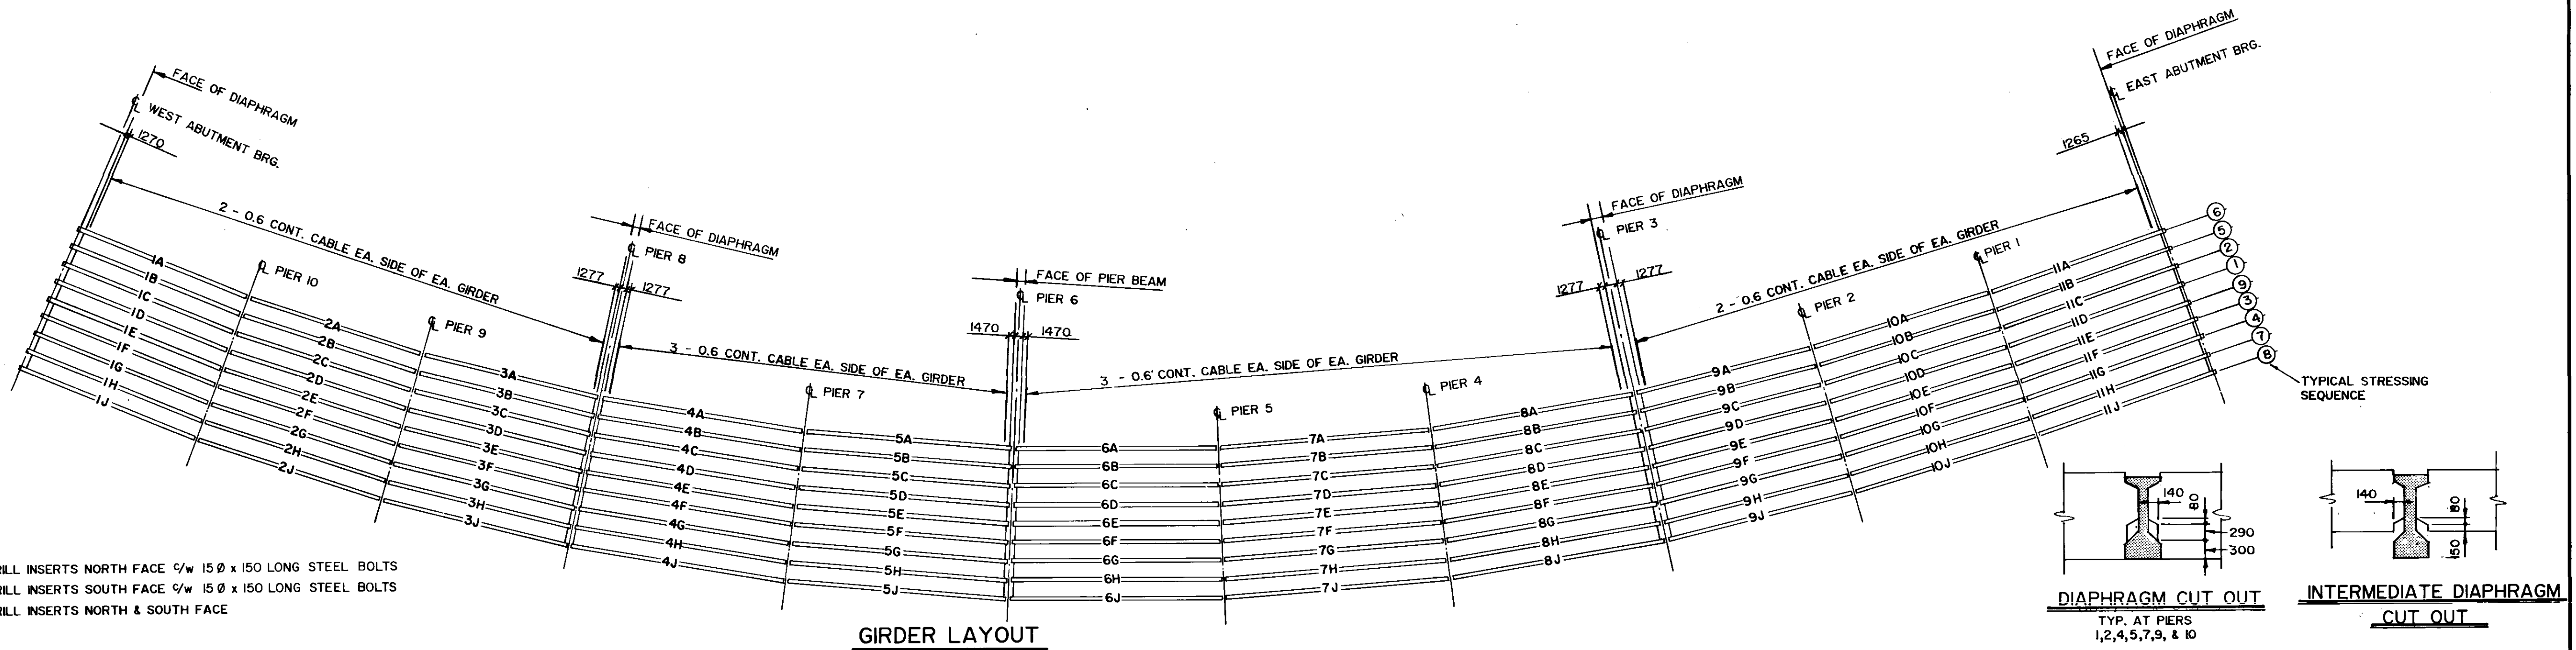 FACE OF DIAPHRAGM
℄ WEST ABUTMENT BRG.
1270
2 - 0.6 CONT. CABLE EA. SIDE OF EA. GIRDER
℄ PIER 10
℄ PIER 9
FACE OF DIAPHRAGM
℄ PIER 8
1277
1277
3 - 0.6 CONT. CABLE EA. SIDE OF EA. GIRDER
℄ PIER 7
FACE OF PIER BEAM
℄ PIER 6
1470
1470
3 - 0.6' CONT. CABLE EA. SIDE OF EA. GIRDER
℄ PIER 5
℄ PIER 4
FACE OF DIAPHRAGM
℄ PIER 3
1277
1277
2 - 0.6 CONT. CABLE EA. SIDE OF EA. GIRDER
℄ PIER 2
℄ PIER 1
FACE OF DIAPHRAGM
℄ EAST ABUTMENT BRG.
1265
1A
1B
1C
1D
1E
1F
1G
1H
1J
2A
2B
2C
2D
2E
2F
2G
2H
2J
3A
3B
3C
3D
3E
3F
3G
3H
3J
4A
4B
4C
4D
4E
4F
4G
4H
4J
5A
5B
5C
5D
5E
5F
5G
5H
5J
6A
6B
6C
6D
6E
6F
6G
6H
6J
7A
7B
7C
7D
7E
7F
7G
7H
7J
8A
8B
8C
8D
8E
8F
8G
8H
8J
9A
9B
9C
9D
9E
9F
9G
9H
9J
10A
10B
10C
10D
10E
10F
10G
10H
10J
11A
11B
11C
11D
11E
11F
11G
11H
11J
6
5
2
1
9
3
4
7
8
TYPICAL STRESSING
SEQUENCE
RILL INSERTS NORTH FACE C/W 15 Ø x 150 LONG STEEL BOLTS
RILL INSERTS SOUTH FACE C/W 15 Ø x 150 LONG STEEL BOLTS
RILL INSERTS NORTH & SOUTH FACE
GIRDER LAYOUT
140
80
290
300
DIAPHRAGM CUT OUT
TYP. AT PIERS
1,2,4,5,7,9, & 10
140
80
150
INTERMEDIATE DIAPHRAGM
CUT OUT